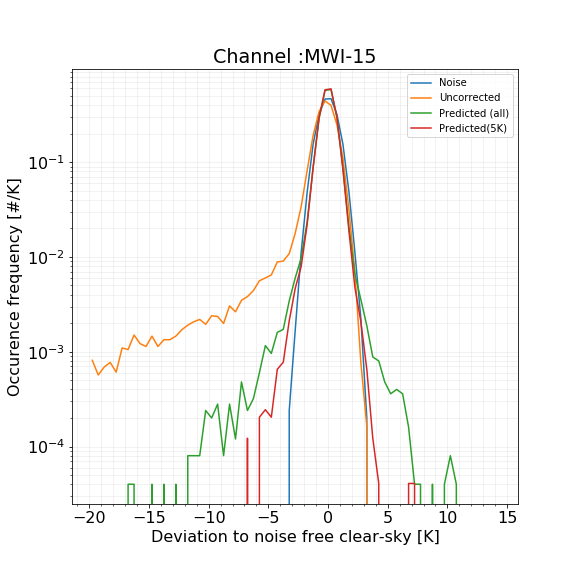 Channel :MWI-15
Noise
Uncorrected
Predicted (all)
Predicted(5K)
Occurence frequency [#/K]
10⁻¹
10⁻²
10⁻³
10⁻⁴
−20 −15 −10 −5 0 5 10 15
Deviation to noise free clear-sky [K]